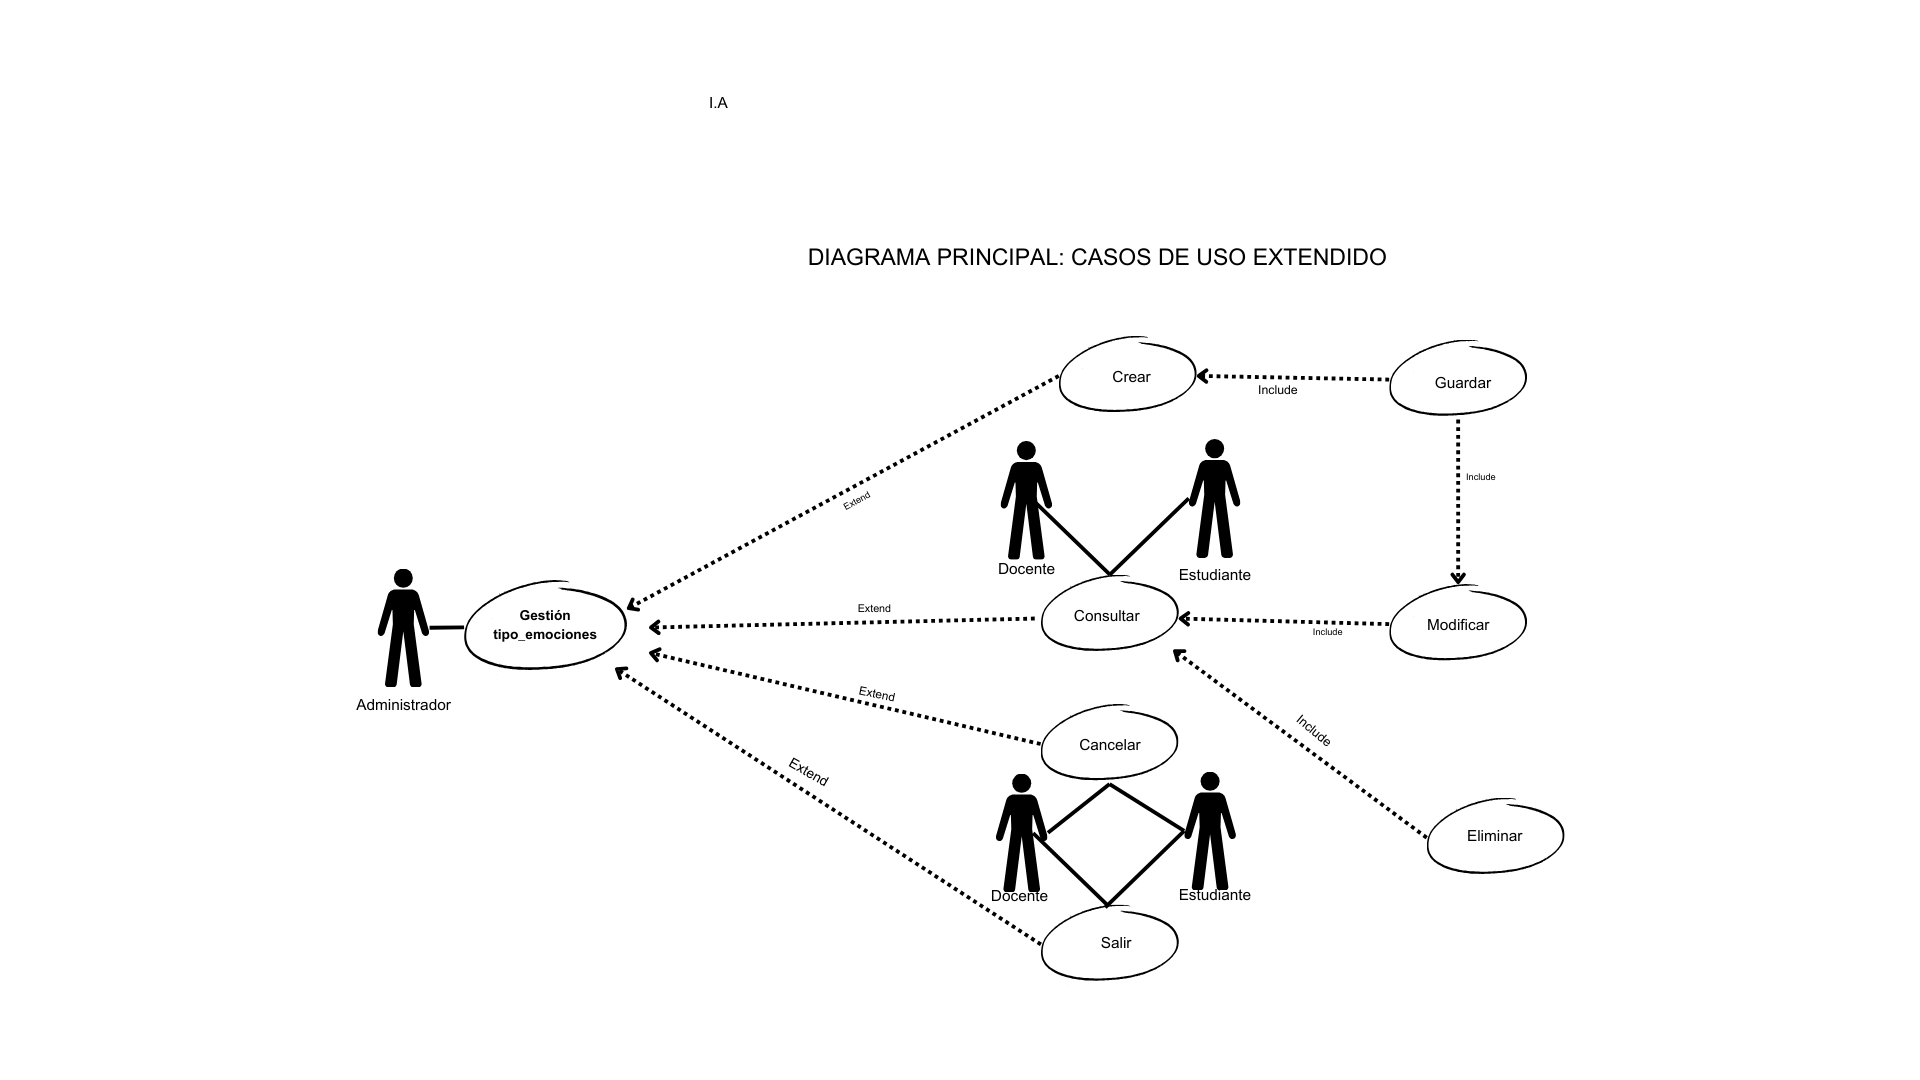 I.A
DIAGRAMA PRINCIPAL: CASOS DE USO EXTENDIDO
Crear
Include
Guardar
Extend
Include
Docente
Estudiante
Gestión
tipo_emociones
Administrador
Extend
Consultar
Include
Modificar
Extend
Cancelar
Include
Extend
Docente
Estudiante
Eliminar
Salir